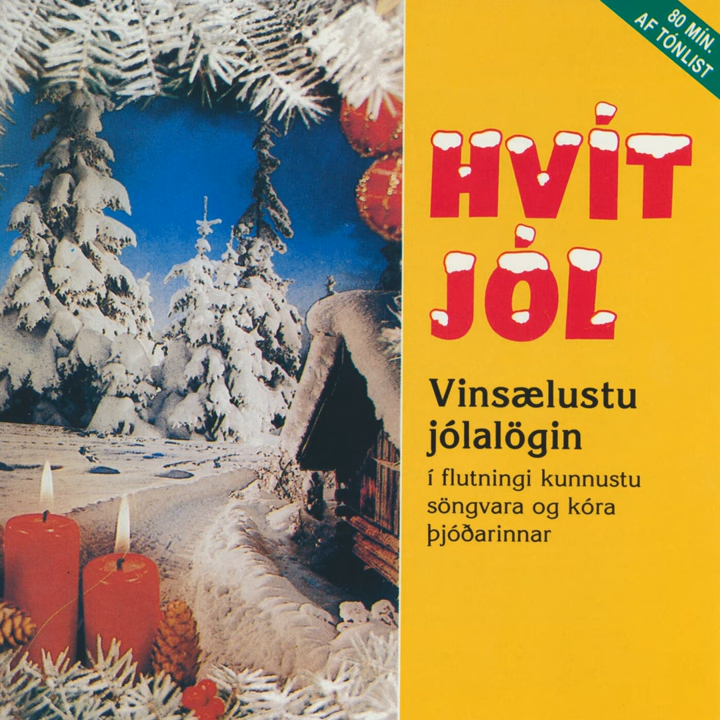 80 MÍN.
AF TÓNLIST
HVÍT
JÓL
Vinsælustu
jólalögin
í flutningi kunnustu
söngvara og kóra
þjóðarinnar